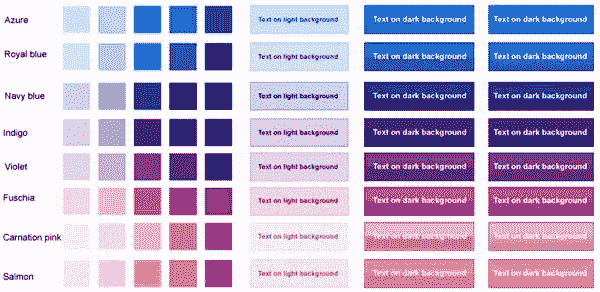 Azure Text on light background Text on dark background Text on dark background
Royal blue Text on light background Text on dark background Text on dark background
Navy blue Text on light background Text on dark background Text on dark background
Indigo Text on light background Text on dark background Text on dark background
Violet Text on light background Text on dark background Text on dark background
Fuschia Text on light background Text on dark background Text on dark background
Carnation pink Text on light background Text on dark background Text on dark background
Salmon Text on light background Text on dark background Text on dark background